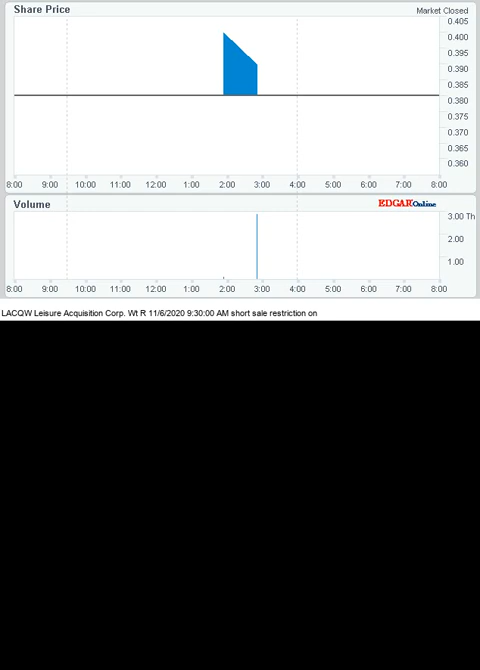 Share Price
Market Closed
0.405
0.400
0.395
0.390
0.385
0.380
0.375
0.370
0.365
0.360
8:00 9:00 10:00 11:00 12:00 1:00 2:00 3:00 4:00 5:00 6:00 7:00 8:00
Volume
EDGAR Online
3.00 Th
2.00
1.00
8:00 9:00 10:00 11:00 12:00 1:00 2:00 3:00 4:00 5:00 6:00 7:00 8:00
LACQW Leisure Acquisition Corp. Wt R 11/6/2020 9:30:00 AM short sale restriction on